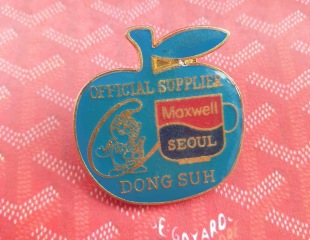 OFFICIAL SUPPLIER
Maxwell
SEOUL
DONG SUH